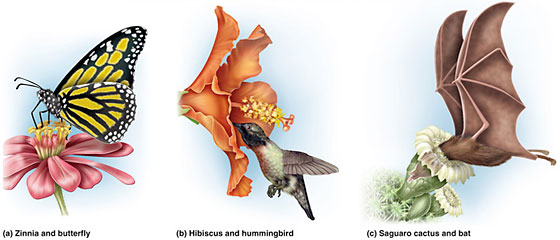 (a) Zinnia and butterfly
(b) Hibiscus and hummingbird
(c) Saguaro cactus and bat